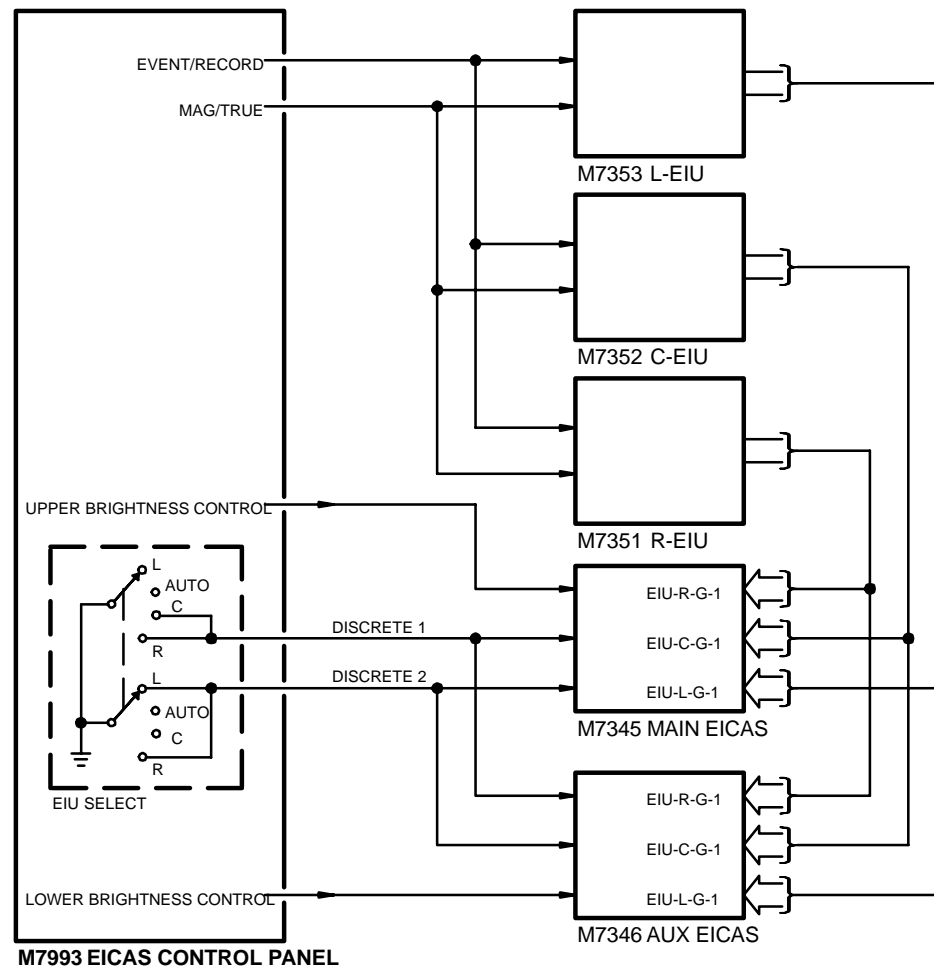 EVENT/RECORD
MAG/TRUE
M7353 L-EIU
M7352 C-EIU
M7351 R-EIU
UPPER BRIGHTNESS CONTROL
L
AUTO
C
R
L
AUTO
C
R
EIU SELECT
DISCRETE 1
DISCRETE 2
EIU-R-G-1
EIU-C-G-1
EIU-L-G-1
M7345 MAIN EICAS
EIU-R-G-1
EIU-C-G-1
EIU-L-G-1
M7346 AUX EICAS
LOWER BRIGHTNESS CONTROL
M7993 EICAS CONTROL PANEL